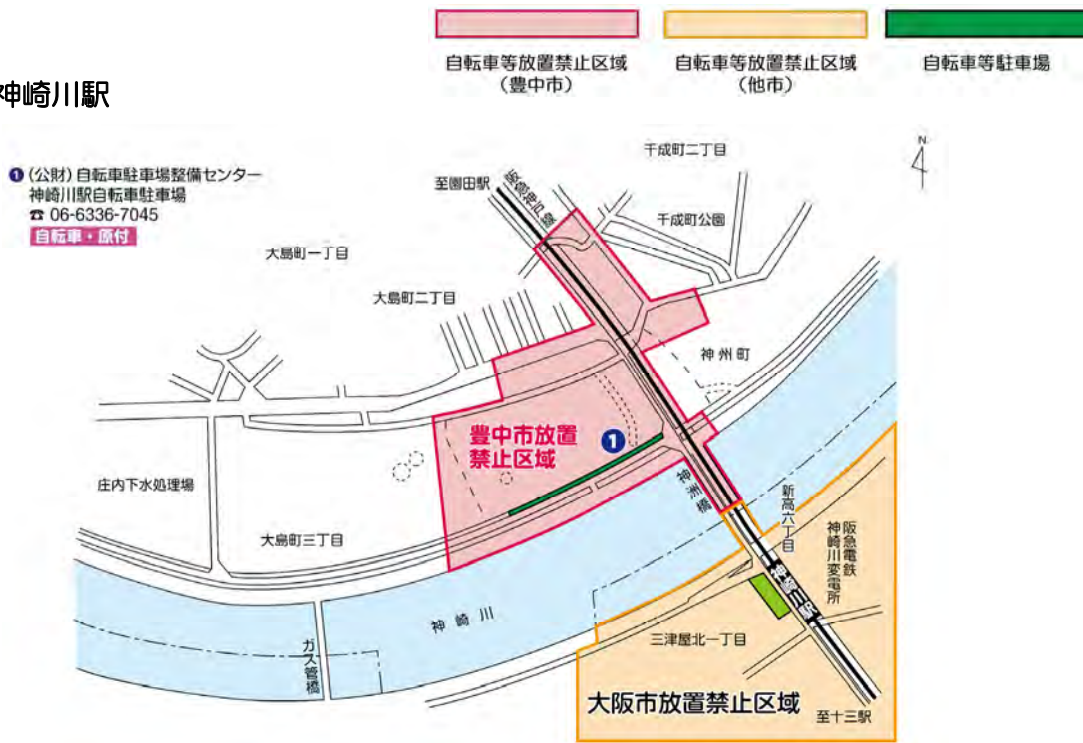 自転車等放置禁止区域
（豊中市）
自転車等放置禁止区域
（他市）
自転車等駐車場
神崎川駅
❶(公財)自転車駐車場整備センター
神崎川駅自転車駐車場
☎ 06-6336-7045
自転車・原付
N
千成町二丁目
至園田駅
阪急神戸線
千成町公園
大島町一丁目
大島町二丁目
神州町
豊中市放置
禁止区域
1
庄内下水処理場
神洲橋
新高六丁目
阪急電鉄
神崎川変電所
大島町三丁目
神崎川駅
神崎川
三津屋北一丁目
ガス管橋
大阪市放置禁止区域
至十三駅